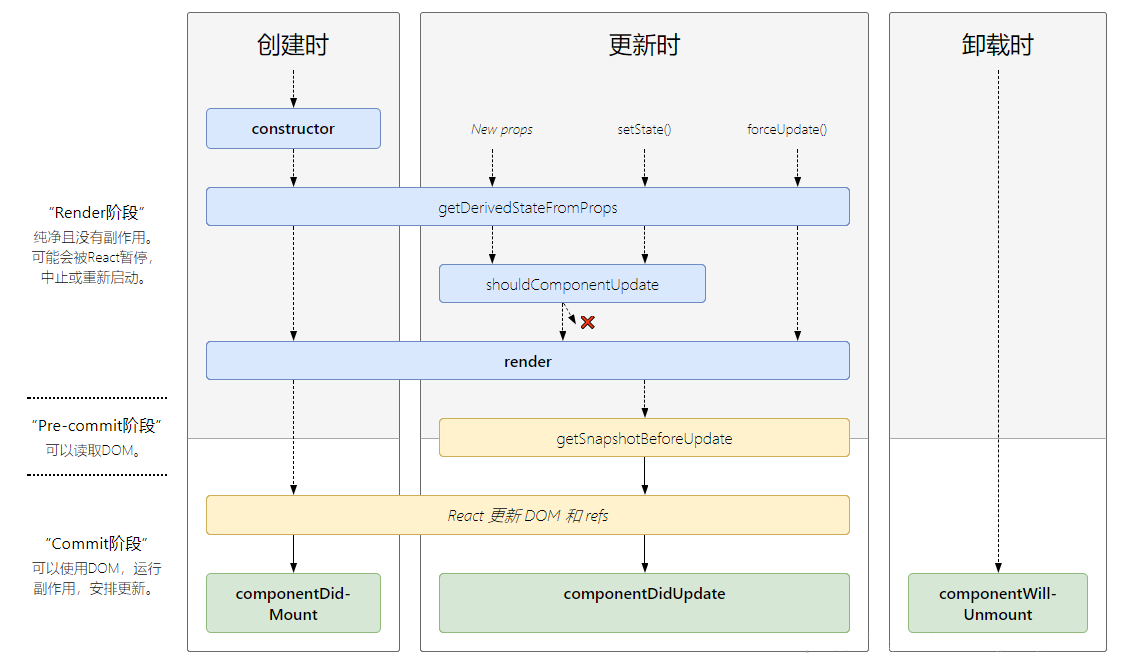 创建时
更新时
卸载时
constructor
New props
setState()
forceUpdate()
getDerivedStateFromProps
“Render阶段”
纯净且没有副作用。
可能会被React暂停，
中止或重新启动。
shouldComponentUpdate
render
“Pre-commit阶段”
可以读取DOM。
getSnapshotBeforeUpdate
React 更新 DOM 和 refs
“Commit阶段”
可以使用DOM，运行
副作用，安排更新。
componentDid-
Mount
componentDidUpdate
componentWill-
Unmount